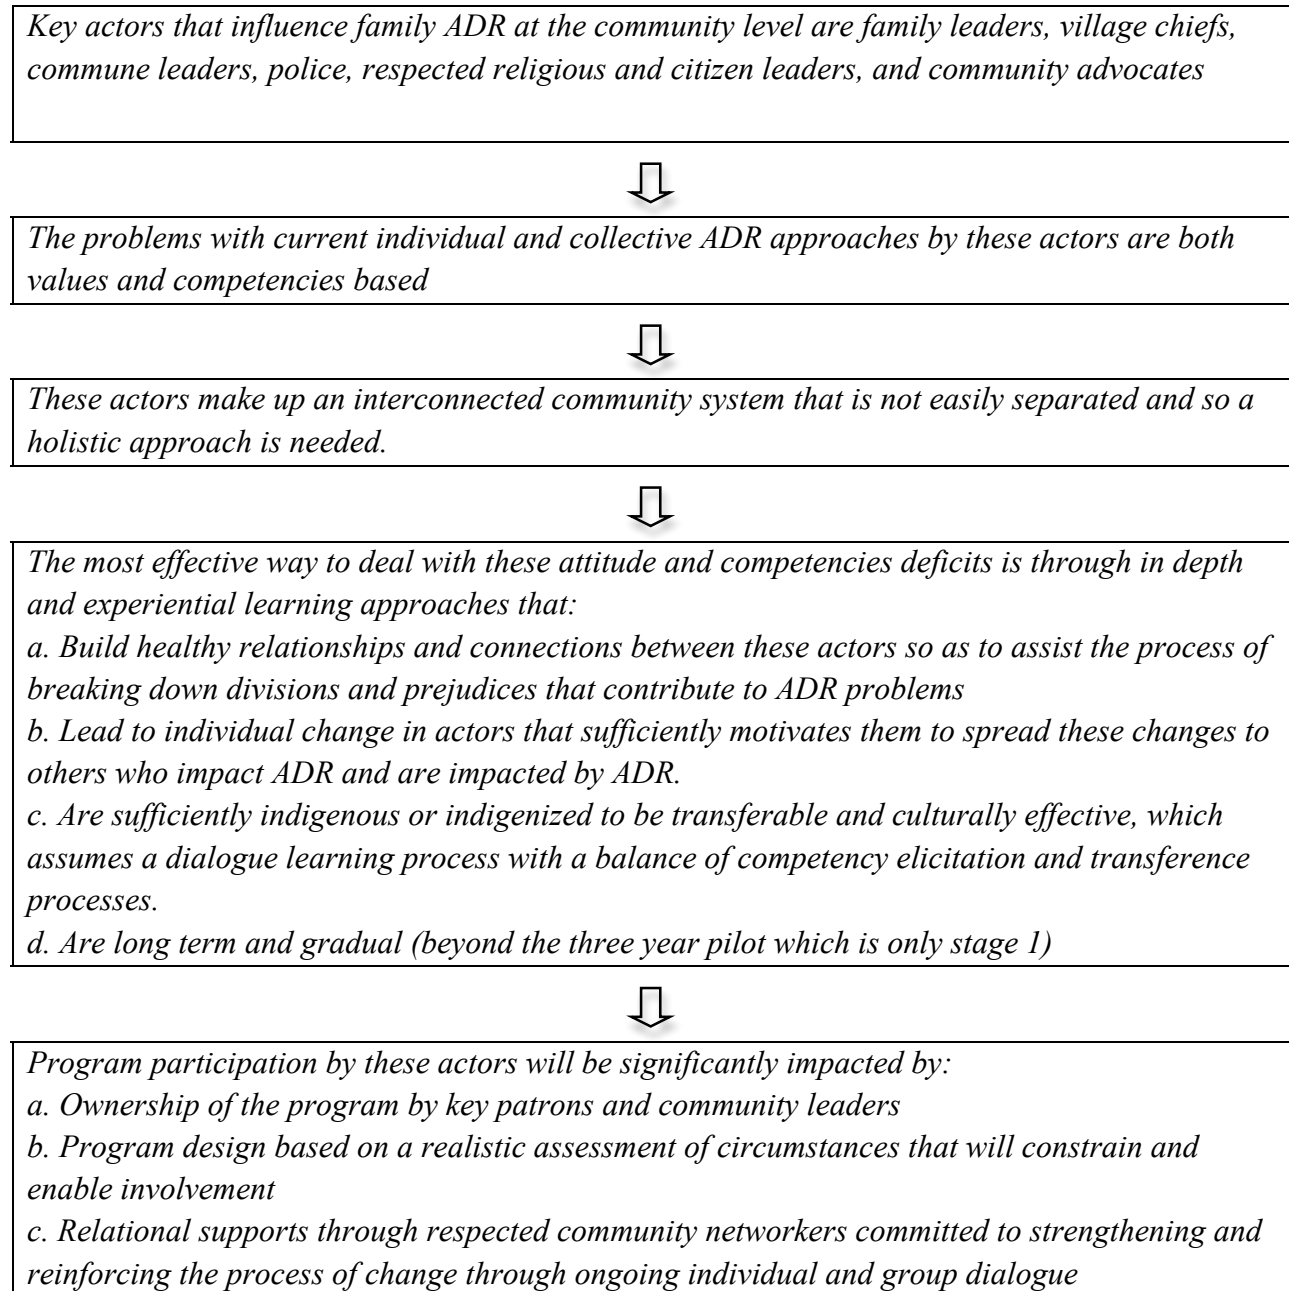 Key actors that influence family ADR at the community level are family leaders, village chiefs,
commune leaders, police, respected religious and citizen leaders, and community advocates
The problems with current individual and collective ADR approaches by these actors are both
values and competencies based
These actors make up an interconnected community system that is not easily separated and so a
holistic approach is needed.
The most effective way to deal with these attitude and competencies deficits is through in depth
and experiential learning approaches that:
a. Build healthy relationships and connections between these actors so as to assist the process of
breaking down divisions and prejudices that contribute to ADR problems
b. Lead to individual change in actors that sufficiently motivates them to spread these changes to
others who impact ADR and are impacted by ADR.
c. Are sufficiently indigenous or indigenized to be transferable and culturally effective, which
assumes a dialogue learning process with a balance of competency elicitation and transference
processes.
d. Are long term and gradual (beyond the three year pilot which is only stage 1)
Program participation by these actors will be significantly impacted by:
a. Ownership of the program by key patrons and community leaders
b. Program design based on a realistic assessment of circumstances that will constrain and
enable involvement
c. Relational supports through respected community networkers committed to strengthening and
reinforcing the process of change through ongoing individual and group dialogue